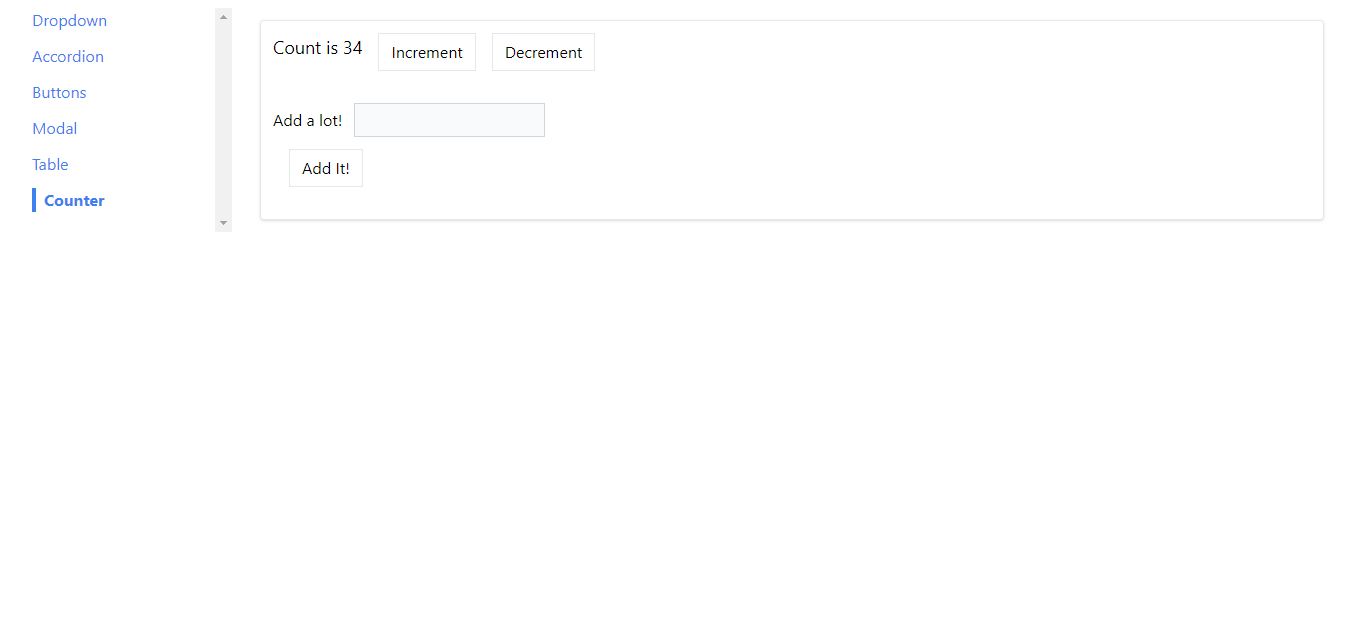 Dropdown
Accordion
Buttons
Modal
Table
Counter
Count is 34 Increment Decrement
Add a lot!
Add It!